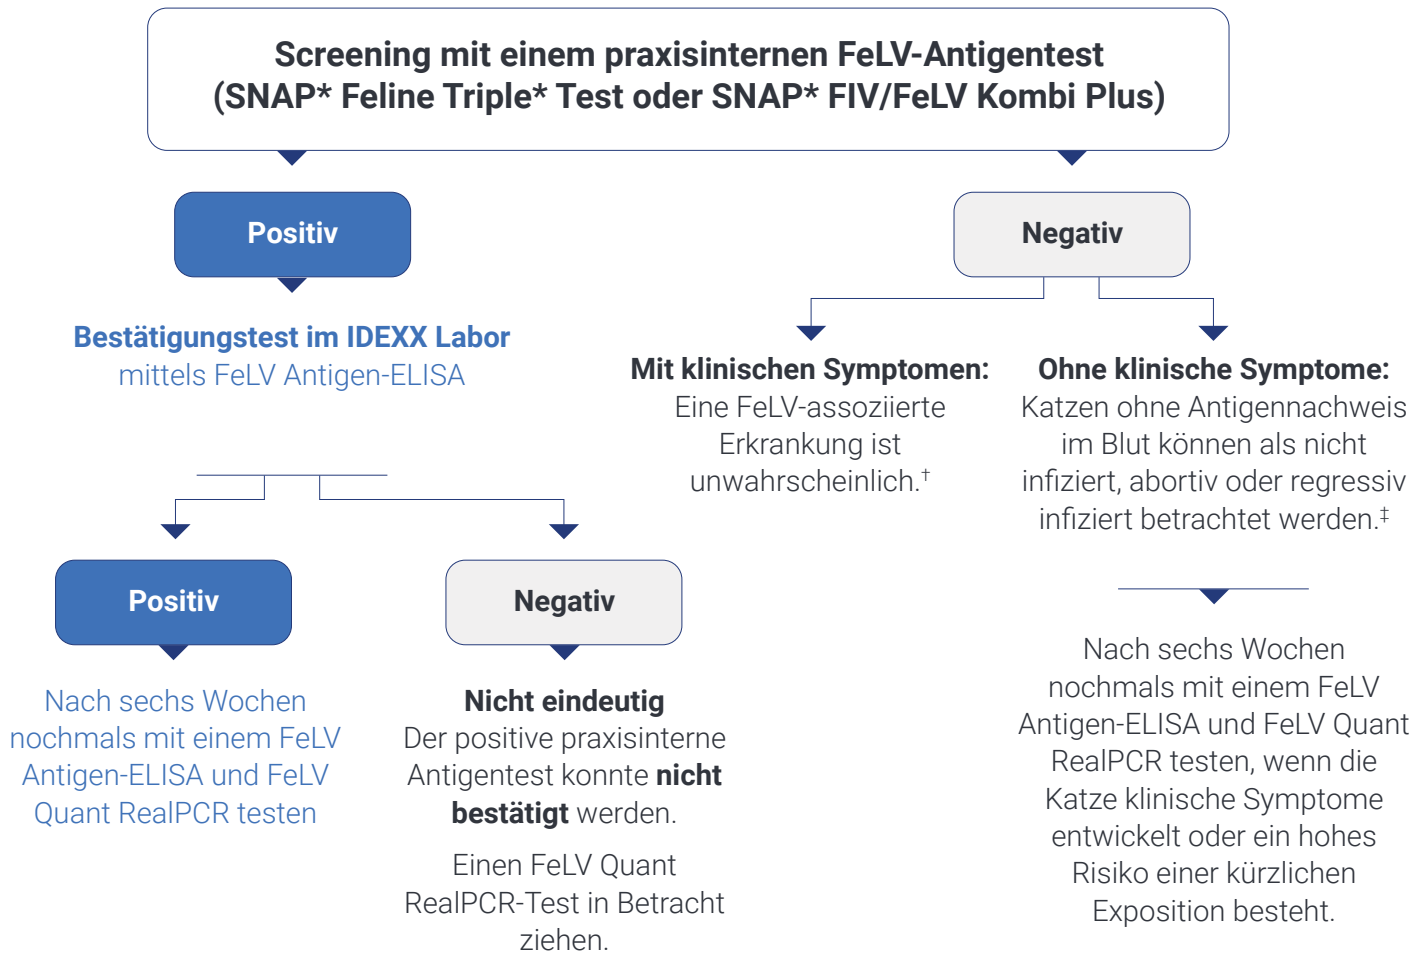 Screening mit einem praxisinternen FeLV-Antigentest
(SNAP* Feline Triple* Test oder SNAP* FIV/FeLV Kombi Plus)
Positiv
Bestätigungstest im IDEXX Labor
mittels FeLV Antigen-ELISA
Positiv
Nach sechs Wochen
nochmals mit einem FeLV
Antigen-ELISA und FeLV
Quant RealPCR testen
Negativ
Nicht eindeutig
Der positive praxisinterne
Antigentest konnte nicht
bestätigt werden.
Einen FeLV Quant
RealPCR-Test in Betracht
ziehen.
Negativ
Mit klinischen Symptomen:
Eine FeLV-assoziierte
Erkrankung ist
unwahrscheinlich.†
Ohne klinische Symptome:
Katzen ohne Antigennachweis
im Blut können als nicht
infiziert, abortiv oder regressiv
infiziert betrachtet werden.‡
Nach sechs Wochen
nochmals mit einem FeLV
Antigen-ELISA und FeLV Quant
RealPCR testen, wenn die
Katze klinische Symptome
entwickelt oder ein hohes
Risiko einer kürzlichen
Exposition besteht.